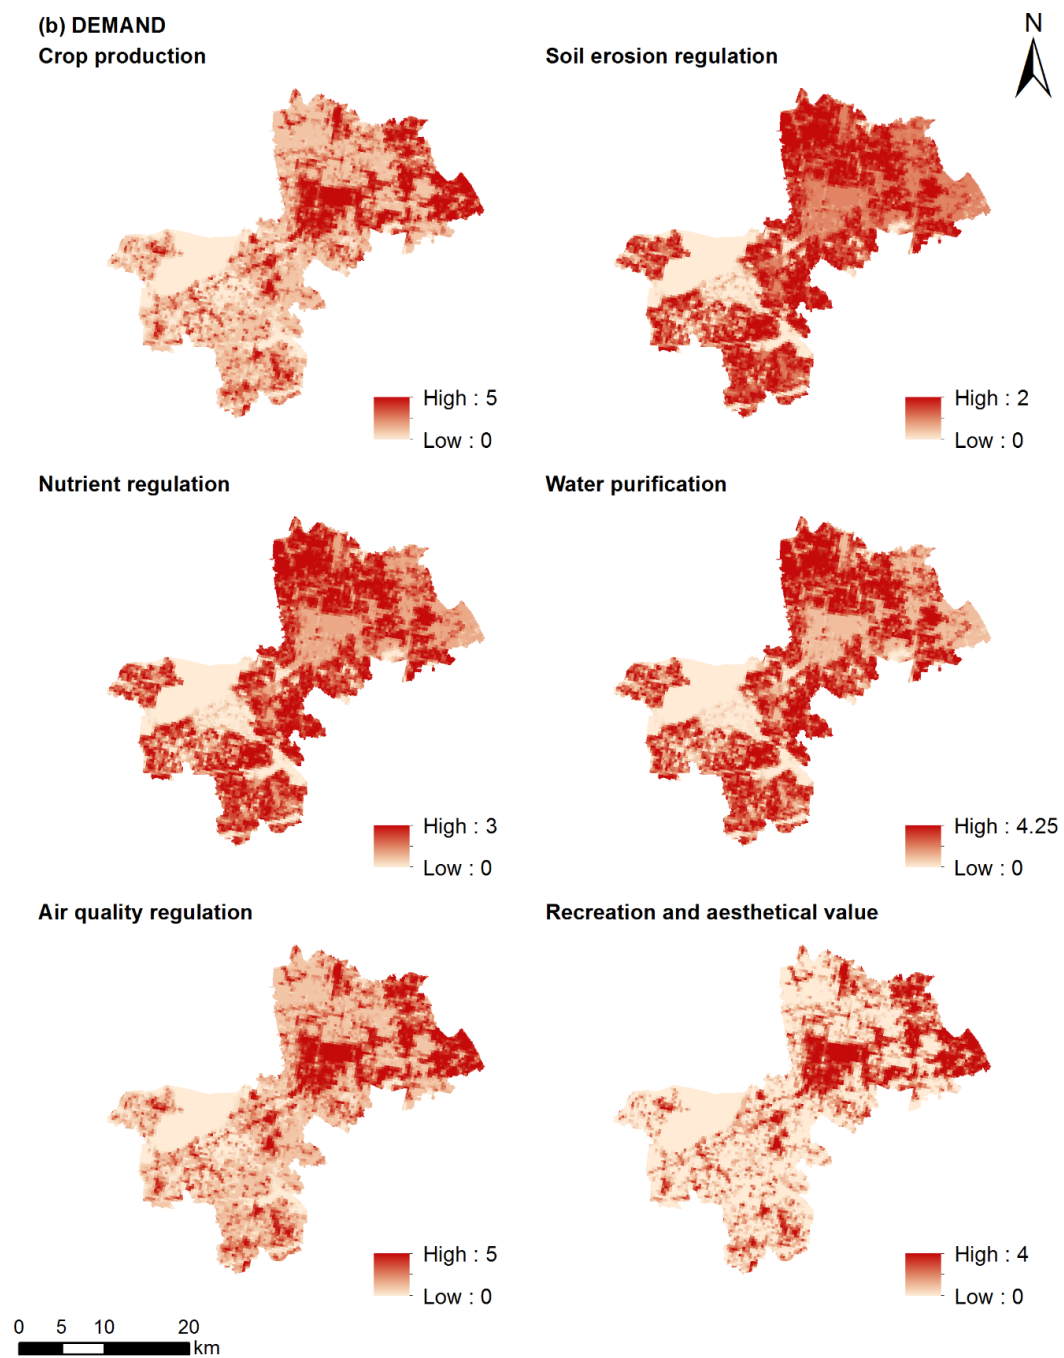 (b) DEMAND
N
Crop production
Soil erosion regulation
High : 5
Low : 0
High : 2
Low : 0
Nutrient regulation
Water purification
High : 3
Low : 0
High : 4.25
Low : 0
Air quality regulation
Recreation and aesthetical value
High : 5
Low : 0
High : 4
Low : 0
0 5 10 20
km